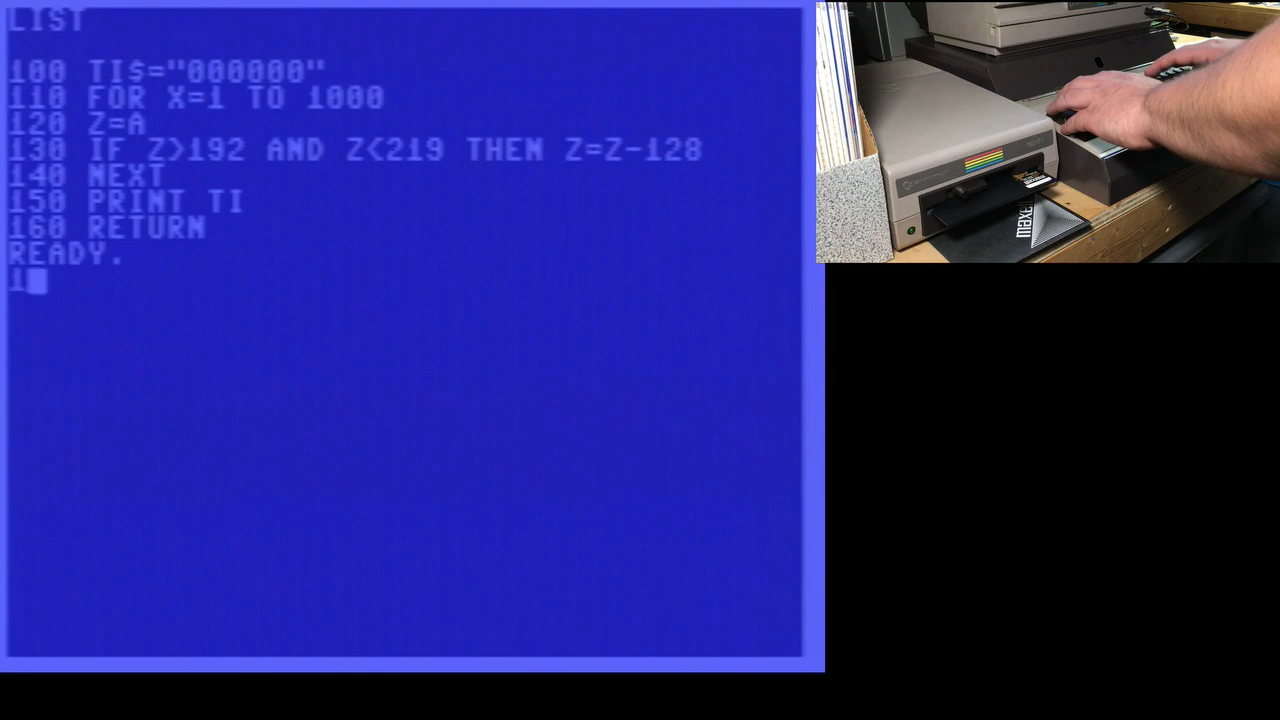 LIST
100 TI$="000000"
110 FOR X=1 TO 1000
120 Z=A
130 IF Z>192 AND Z<219 THEN Z=Z-128
140 NEXT
150 PRINT TI
160 RETURN
READY.
1
maxe